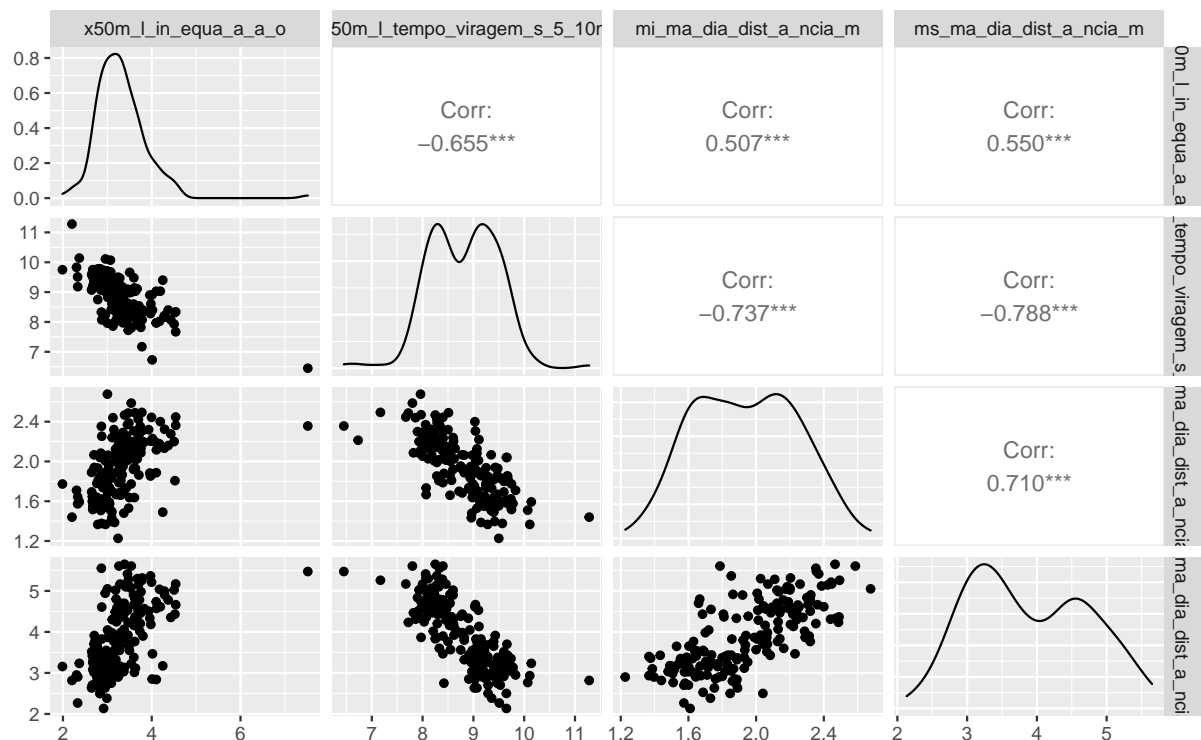 x50m_l_in_equa_a_a_o
50m_l_tempo_viragem_s_5_10r
mi_ma_dia_dist_a_ncia_m
ms_ma_dia_dist_a_ncia_m
0.8
0.6
0.4
0.2
0.0
Corr:
−0.655***
Corr:
0.507***
Corr:
0.550***
0m_l_in_equa_a_a
11
10
9
8
7
Corr:
−0.737***
Corr:
−0.788***
_tempo_viragem_s_
2.4
2.0
1.6
1.2
Corr:
0.710***
ma_dia_dist_a_ncia
5
4
3
2
ma_dia_dist_a_nci
2 4 6
7 8 9 10 11
1.2 1.6 2.0 2.4
2 3 4 5